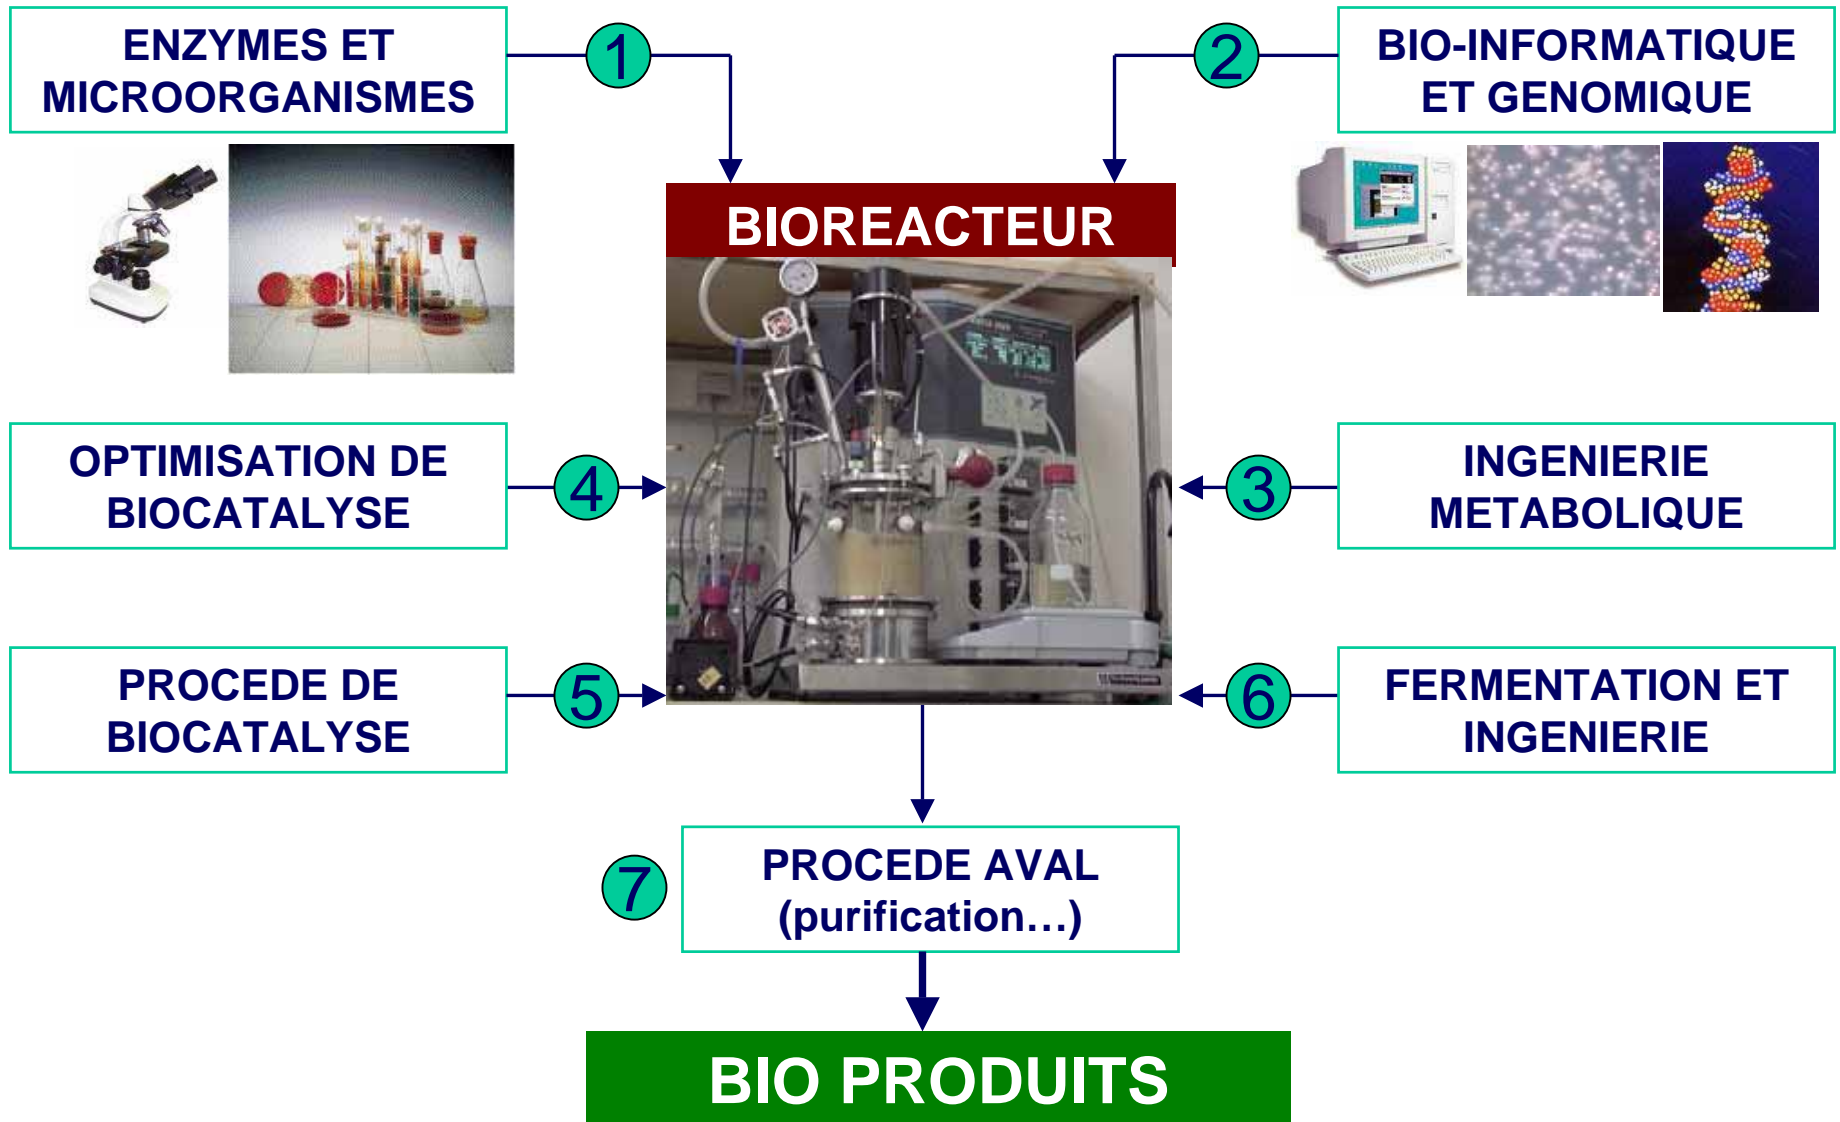 ENZYMES ET
MICROORGANISMES
1
2
BIO-INFORMATIQUE
ET GENOMIQUE
BIOREACTEUR
OPTIMISATION DE
BIOCATALYSE
4
3
INGENIERIE
METABOLIQUE
PROCEDE DE
BIOCATALYSE
5
6
FERMENTATION ET
INGENIERIE
7
PROCEDE AVAL
(purification…)
BIO PRODUITS